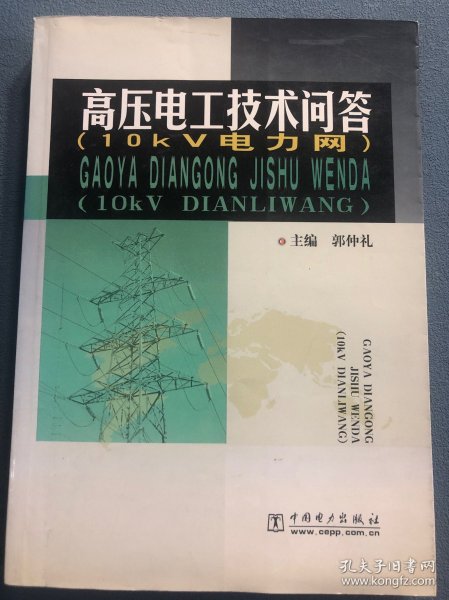 高压电工技术问答
(10kV电力网)
GAOYA DIANGONG JISHU WENDA
(10kV DIANLIWANG)
主编 郭仲礼
GAOYA DIANGONG
JISHU WENDA
(10kV DIANLIWANG)
中国电力出版社
www.cepp.com.cn
孔夫子旧书网
www.kongfz.com